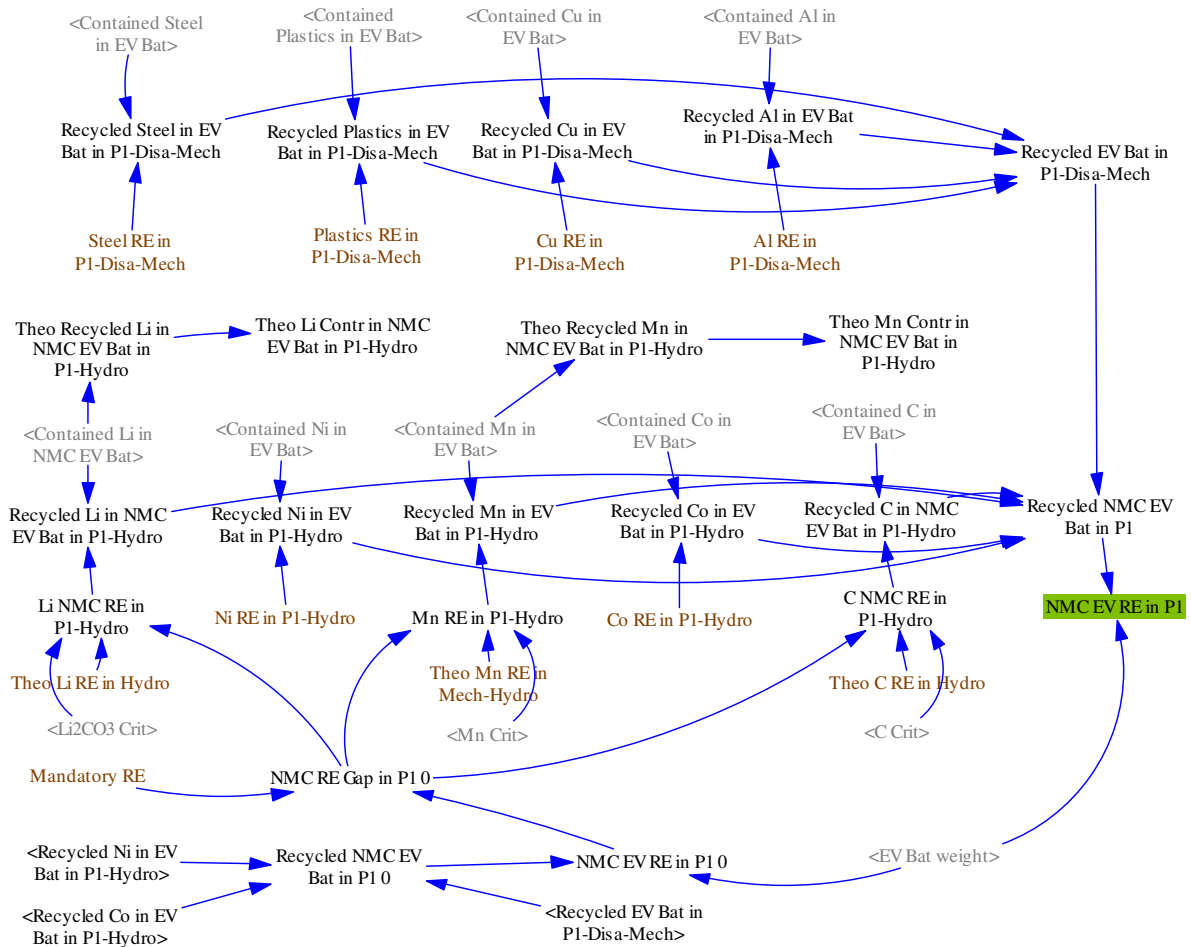 <Contained Steel
in EV Bat>
<Contained
Plastics in EV Bat>
<Contained Cu in
EV Bat>
<Contained Al in
EV Bat>
Recycled Steel in EV
Bat in P1-Disa-Mech
Recycled Plastics in EV
Bat in P1-Disa-Mech
Recycled Cu in EV
Bat in P1-Disa-Mech
Recycled Al in EV Bat
in P1-Disa-Mech
Recycled EV Bat in
P1-Disa-Mech
Steel RE in
P1-Disa-Mech
Plastics RE in
P1-Disa-Mech
Cu RE in
P1-Disa-Mech
Al RE in
P1-Disa-Mech
Theo Recycled Li in
NMC EV Bat in
P1-Hydro
Theo Li Contr in NMC
EV Bat in P1-Hydro
Theo Recycled Mn in
NMC EV Bat in P1-Hydro
Theo Mn Contr in
NMC EV Bat in
P1-Hydro
<Contained Li in
NMC EV Bat>
<Contained Ni in
EV Bat>
<Contained Mn in
EV Bat>
<Contained Co in
EV Bat>
<Contained C in
EV Bat>
Recycled Li in NMC
EV Bat in P1-Hydro
Recycled Ni in EV
Bat in P1-Hydro
Recycled Mn in EV
Bat in P1-Hydro
Recycled Co in EV
Bat in P1-Hydro
Recycled C in NMC
EV Bat in P1-Hydro
Recycled NMC EV
Bat in P1
Li NMC RE in
P1-Hydro
Ni RE in P1-Hydro
Mn RE in P1-Hydro
Co RE in P1-Hydro
C NMC RE in
P1-Hydro
NMC EV RE in P1
Theo Li RE in Hydro
Theo Mn RE in
Mech-Hydro
Theo C RE in Hydro
<Li2CO3 Crit>
<Mn Crit>
<C Crit>
Mandatory RE
NMC RE Gap in P1 0
<Recycled Ni in EV
Bat in P1-Hydro>
Recycled NMC EV
Bat in P1 0
NMC EV RE in P1 0
<EV Bat weight>
<Recycled Co in EV
Bat in P1-Hydro>
<Recycled EV Bat in
P1-Disa-Mech>